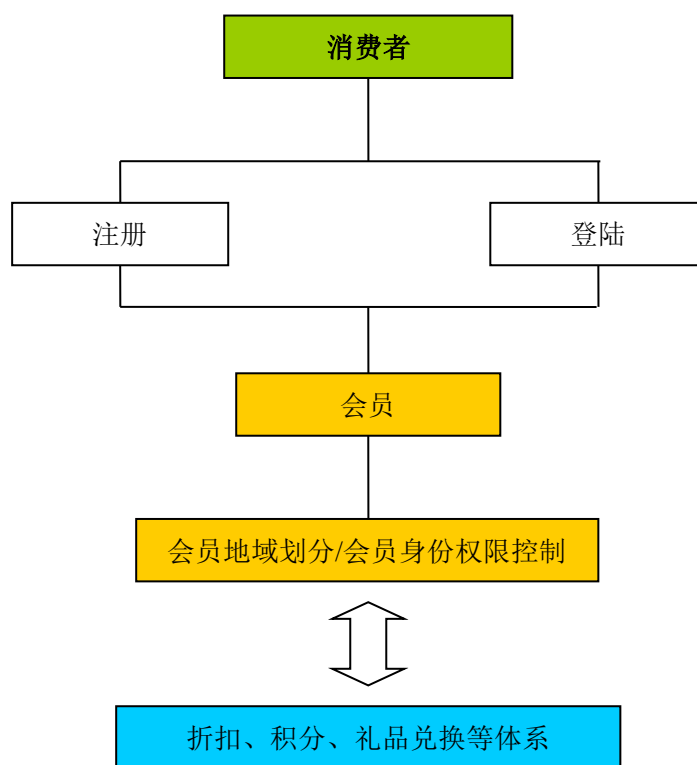 消费者
注册
登陆
会员
会员地域划分/会员身份权限控制
折扣、积分、礼品兑换等体系